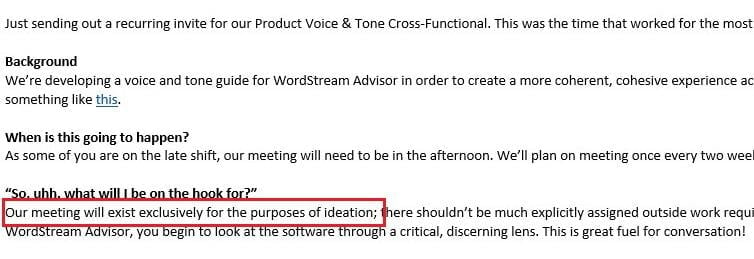 Just sending out a recurring invite for our Product Voice & Tone Cross-Functional. This was the time that worked for the most
Background
We're developing a voice and tone guide for WordStream Advisor in order to create a more coherent, cohesive experience ac
something like this.
When is this going to happen?
As some of you are on the late shift, our meeting will need to be in the afternoon. We'll plan on meeting once every two wee
“So, uhh, what will I be on the hook for?”
Our meeting will exist exclusively for the purposes of ideation; there shouldn't be much explicitly assigned outside work requi
WordStream Advisor, you begin to look at the software through a critical, discerning lens. This is great fuel for conversation!